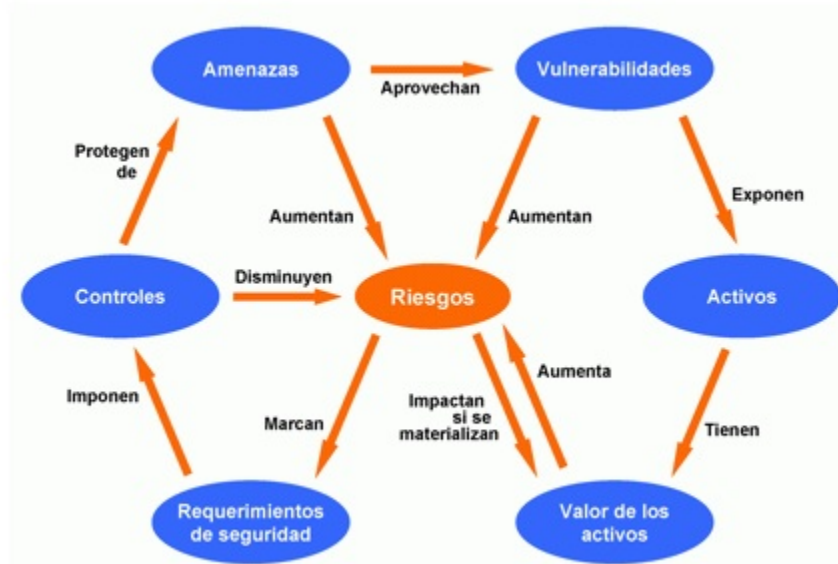 Amenazas
Aprovechan
Vulnerabilidades
Protegen
de
Aumentan
Aumentan
Exponen
Controles
Disminuyen
Riesgos
Activos
Imponen
Marcan
Impactan
si se
materializan
Aumenta
Tienen
Requerimientos
de seguridad
Valor de los
activos